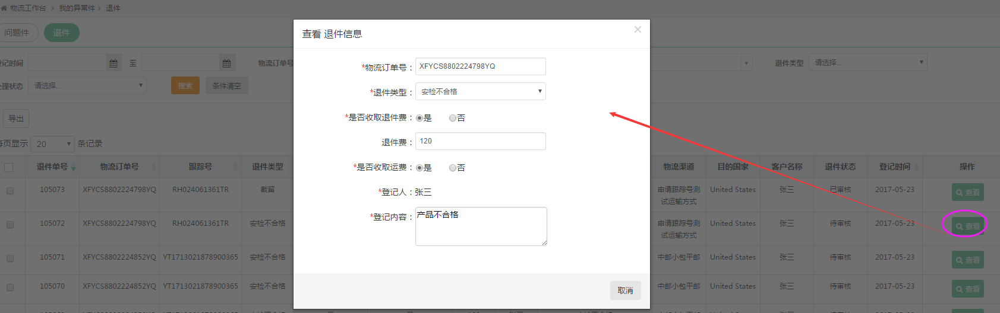 物流工作台 > 我的异常件 > 退件
问题件 退件
登记时间 至 物流订单号 退件类型 请选择...
处理状态 请选择... 搜索 条件清空
导出
每页显示 20 条记录
退件单号 物流订单号 跟踪号 退件类型 物流渠道 目的国家 客户名称 退件状态 登记时间 操作
105073 XFYCS8802224798YQ RH024061361TR 截留 申请跟踪号测试运输方式 United States 张三 已审核 2017-05-23 查看
105072 XFYCS8802224798YQ RH024061361TR 安检不合格 申请跟踪号测试运输方式 United States 张三 待审核 2017-05-23 查看
105071 XFYCS8802224852YQ YT1713021878900365 安检不合格 中邮小包平邮 United States 张三 待审核 2017-05-23 查看
105070 XFYCS8802224852YQ YT1713021878900365 安检不合格 中邮小包平邮 United States 张三 待审核 2017-05-23 查看
查看 退件信息 ×
*物流订单号： XFYCS8802224798YQ
*退件类型： 安检不合格
*是否收取退件费： 是 否
退件费： 120
*是否收取运费： 是 否
*登记人： 张三
*登记内容： 产品不合格
取消